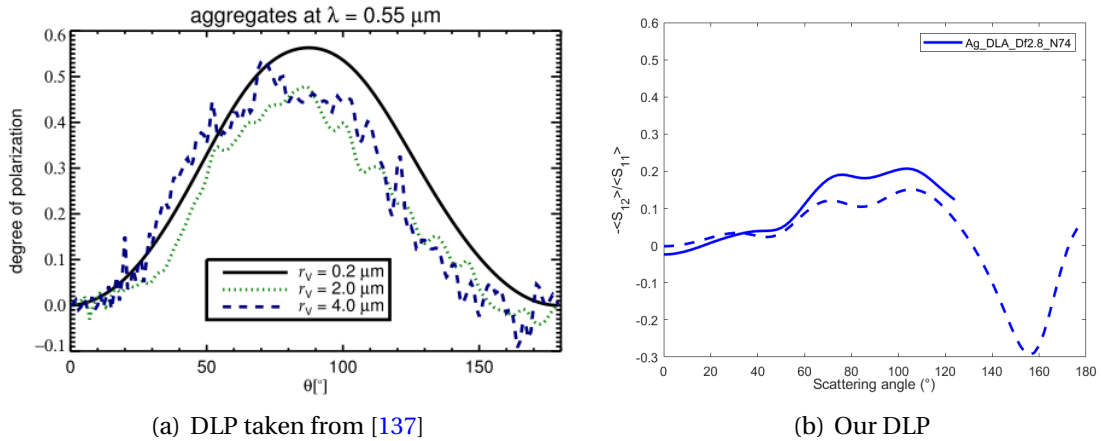 aggregates at λ = 0.55 μm
degree of polarization
0.6
0.5
0.4
0.3
0.2
0.1
0.0
−0.1
0
50
100
150
θ[°]
r_V = 0.2 μm
r_V = 2.0 μm
r_V = 4.0 μm
(a) DLP taken from [137]
-<S_12>/<S_11>
0.6
0.5
0.4
0.3
0.2
0.1
0
-0.1
-0.2
-0.3
0
20
40
60
80
100
120
140
160
180
Scattering angle (°)
Ag_DLA_Df2.8_N74
(b) Our DLP